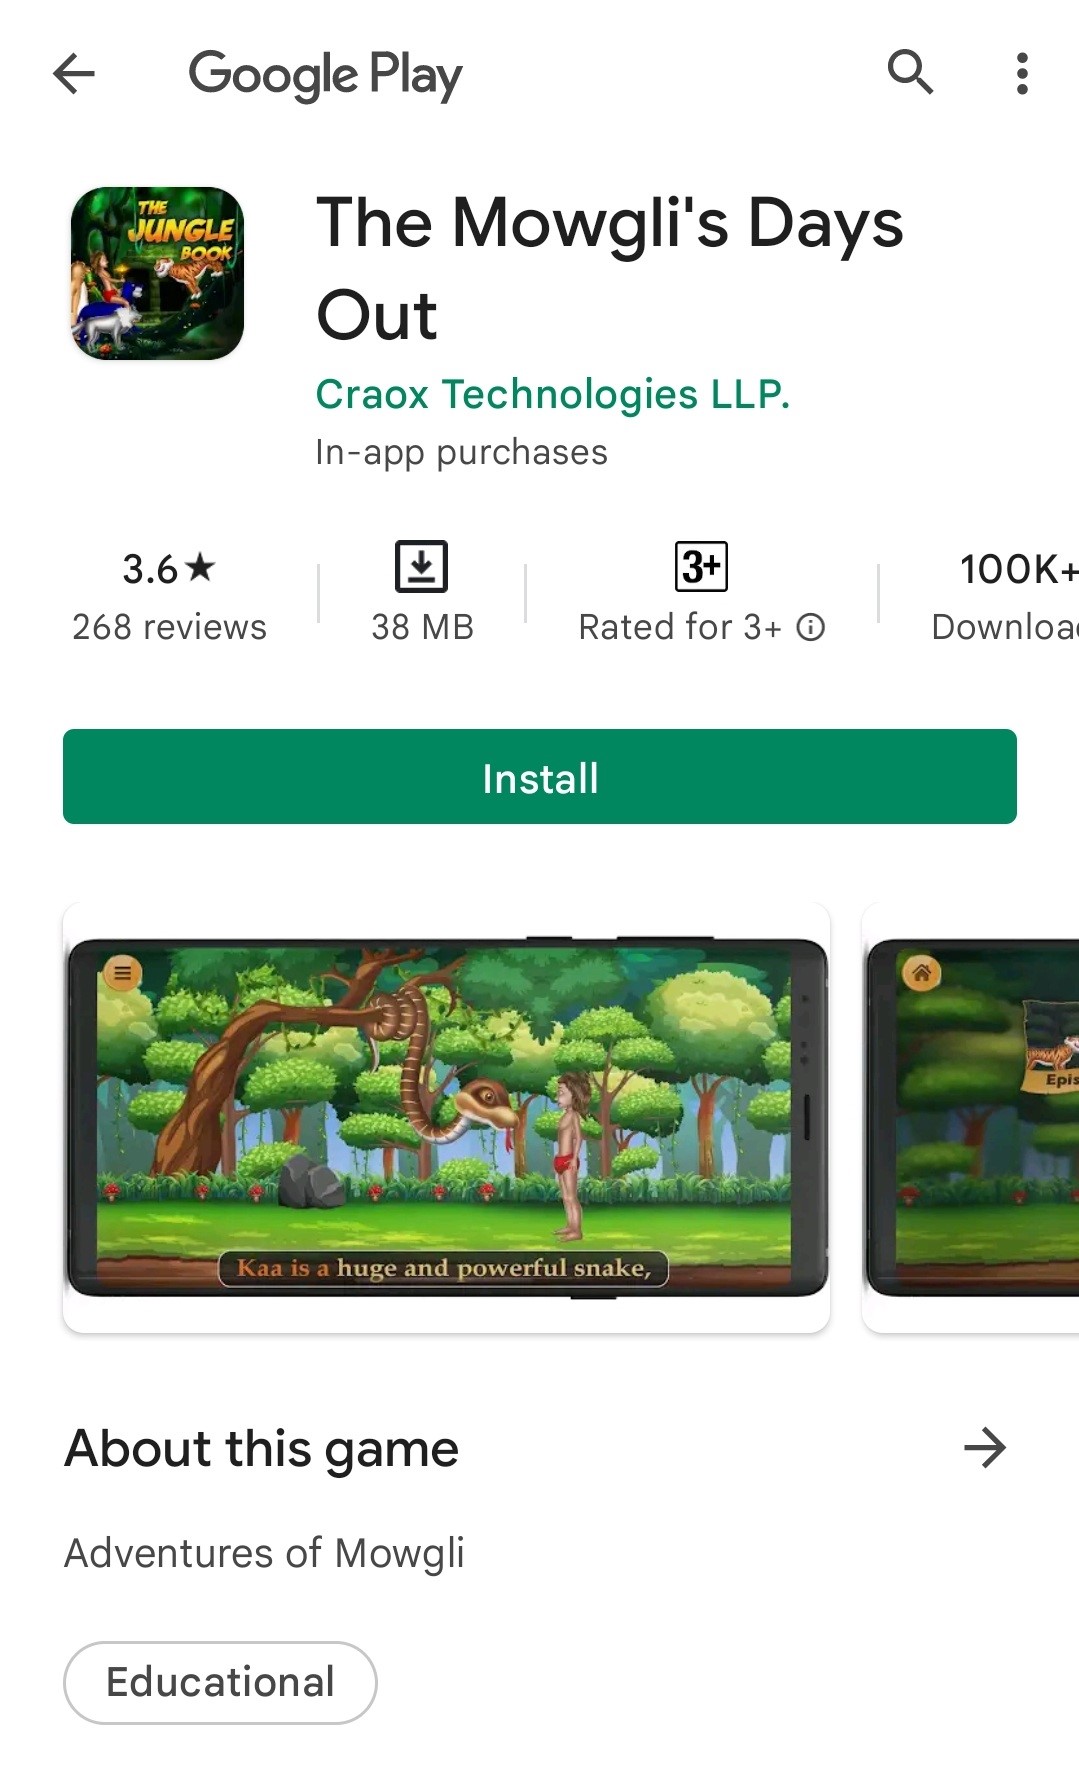 Google Play
THE
JUNGLE
BOOK
The Mowgli's Days
Out
Craox Technologies LLP.
In-app purchases
3.6★
268 reviews
38 MB
3+
Rated for 3+
100K+
Downloa
Kaa is a huge and powerful snake,
Epis
About this game
Adventures of Mowgli
Educational
Install